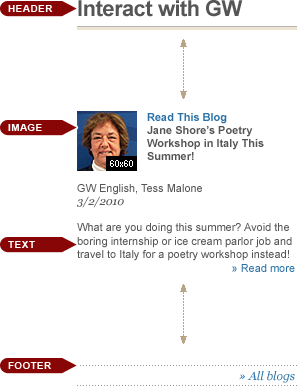 HEADER
Interact with GW
IMAGE
60x60
Read This Blog
Jane Shore's Poetry
Workshop in Italy This
Summer!
GW English, Tess Malone
3/2/2010
TEXT
What are you doing this summer? Avoid the
boring internship or ice cream parlor job and
travel to Italy for a poetry workshop instead!
» Read more
FOOTER
» All blogs